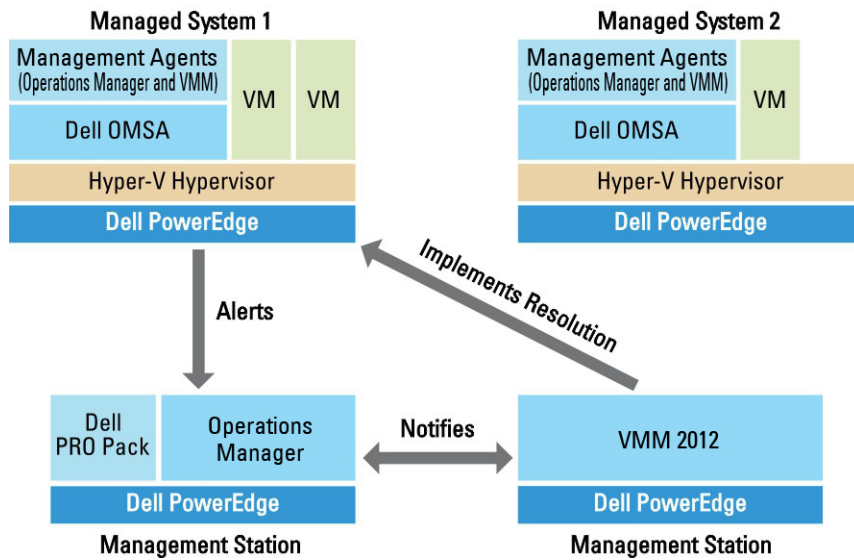 Managed System 1
Management Agents
(Operations Manager and VMM)
VM
VM
Dell OMSA
Hyper-V Hypervisor
Dell PowerEdge
Managed System 2
Management Agents
(Operations Manager and VMM)
VM
Dell OMSA
Hyper-V Hypervisor
Dell PowerEdge
Alerts
Implements Resolution
Dell
PRO Pack
Operations
Manager
Dell PowerEdge
Management Station
Notifies
VMM 2012
Dell PowerEdge
Management Station